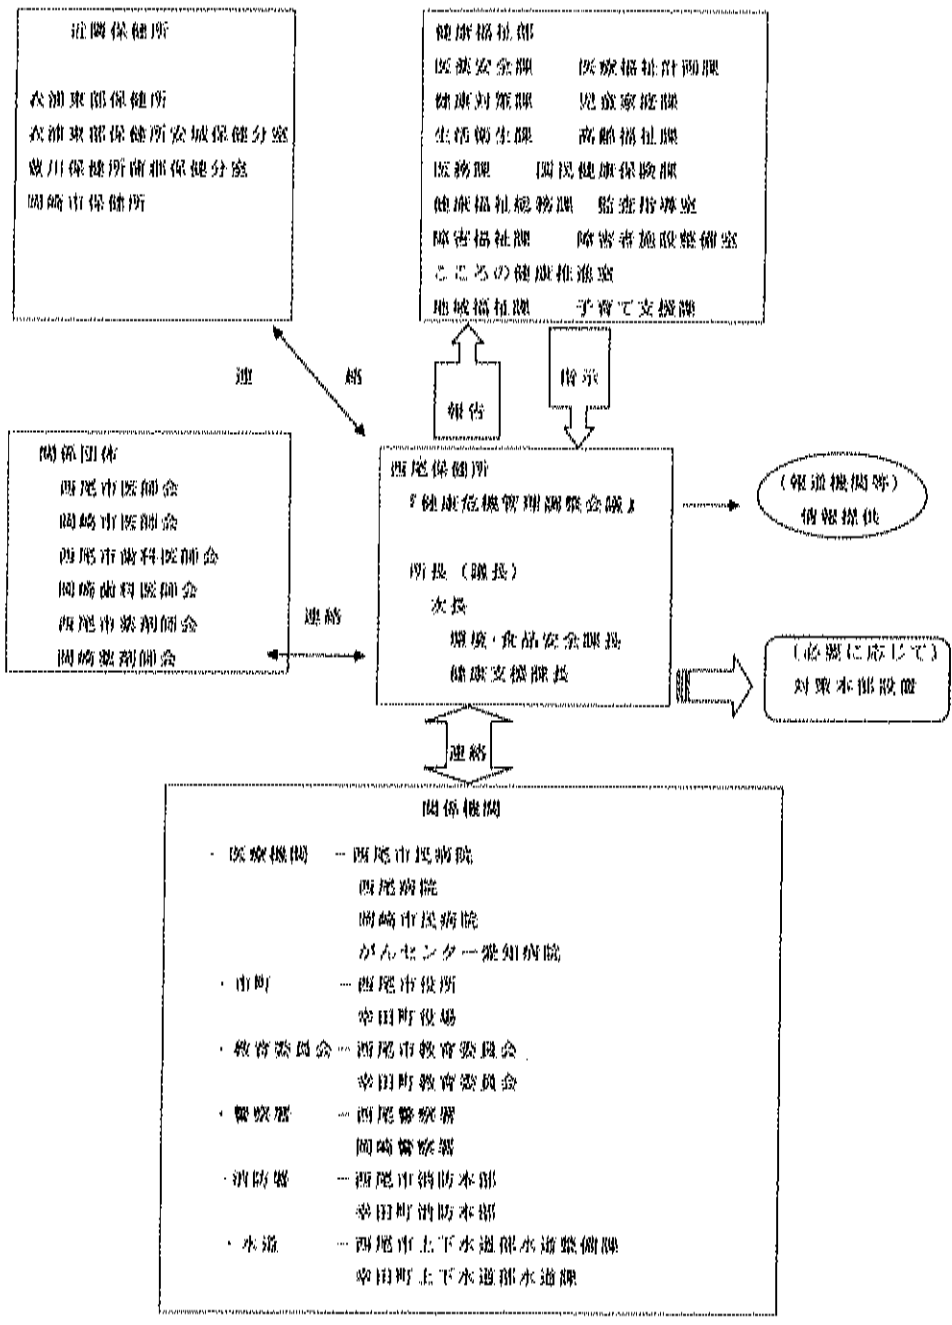 近隣保健所
衣浦東部保健所
衣浦東部保健所安城保健分室
豊川保健所蒲郡保健分室
岡崎市保健所
健康福祉部
医薬安全課　医療福祉計画課
健康対策課　児童家庭課
生活衛生課　高齢福祉課
医務課　国民健康保険課
健康福祉総務課　監査指導室
障害福祉課　障害者施設整備室
こころの健康推進室
地域福祉課　子育て支援課
連　絡
報告
指示
関係団体
西尾市医師会
岡崎市医師会
西尾市歯科医師会
岡崎歯科医師会
西尾市薬剤師会
岡崎薬剤師会
連絡
西尾保健所
『健康危機管理調整会議』
所長（議長）
次長
環境・食品安全課長
健康支援課長
（報道機関等）
情報提供
（必要に応じて）
対策本部設置
連絡
関係機関
・医療機関　－西尾市民病院
西尾病院
岡崎市民病院
がんセンター愛知病院
・市町　－西尾市役所
幸田町役場
・教育委員会－西尾市教育委員会
幸田町教育委員会
・警察署　－西尾警察署
岡崎警察署
・消防署　－西尾市消防本部
幸田町消防本部
・水道　－西尾市上下水道部水道整備課
幸田町上下水道部水道課